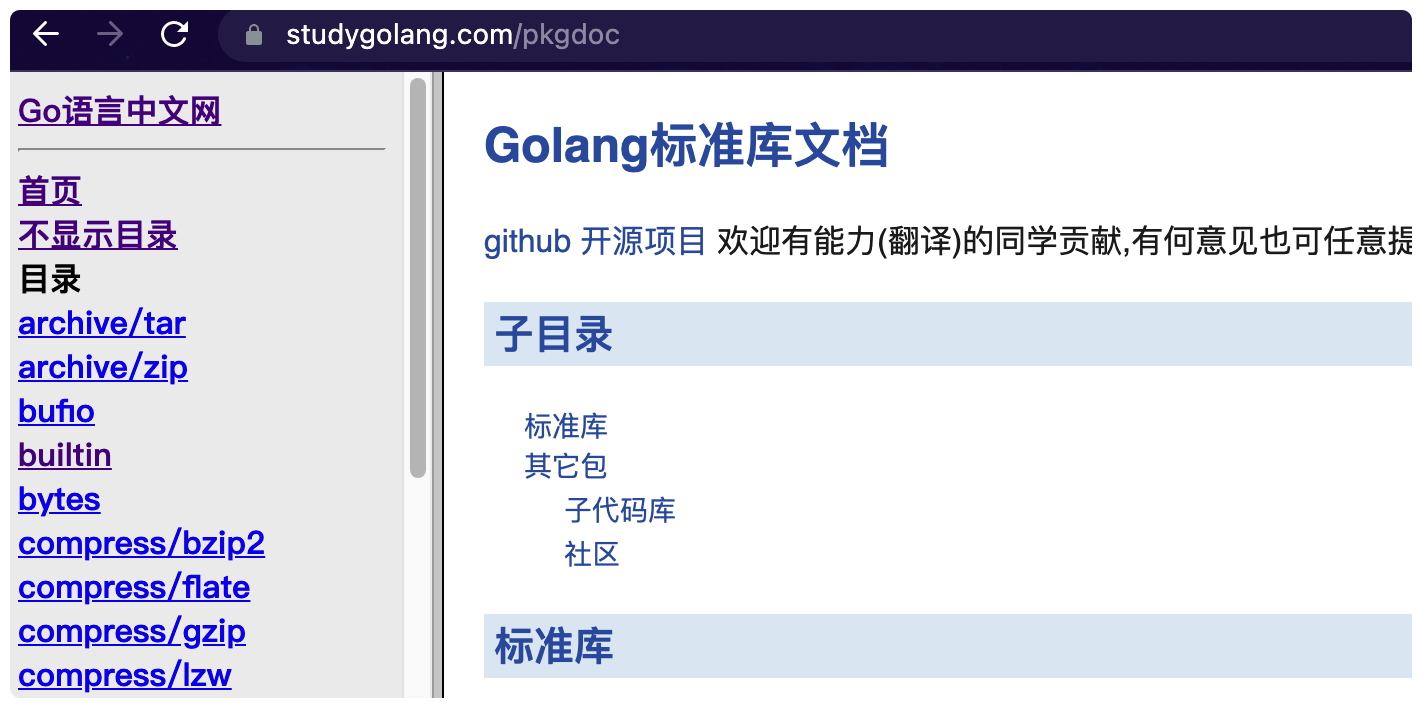 studygolang.com/pkgdoc
Go语言中文网
首页
不显示目录
目录
archive/tar
archive/zip
bufio
builtin
bytes
compress/bzip2
compress/flate
compress/gzip
compress/lzw
Golang标准库文档
github 开源项目 欢迎有能力(翻译)的同学贡献,有何意见也可任意提
子目录
标准库
其它包
子代码库
社区
标准库